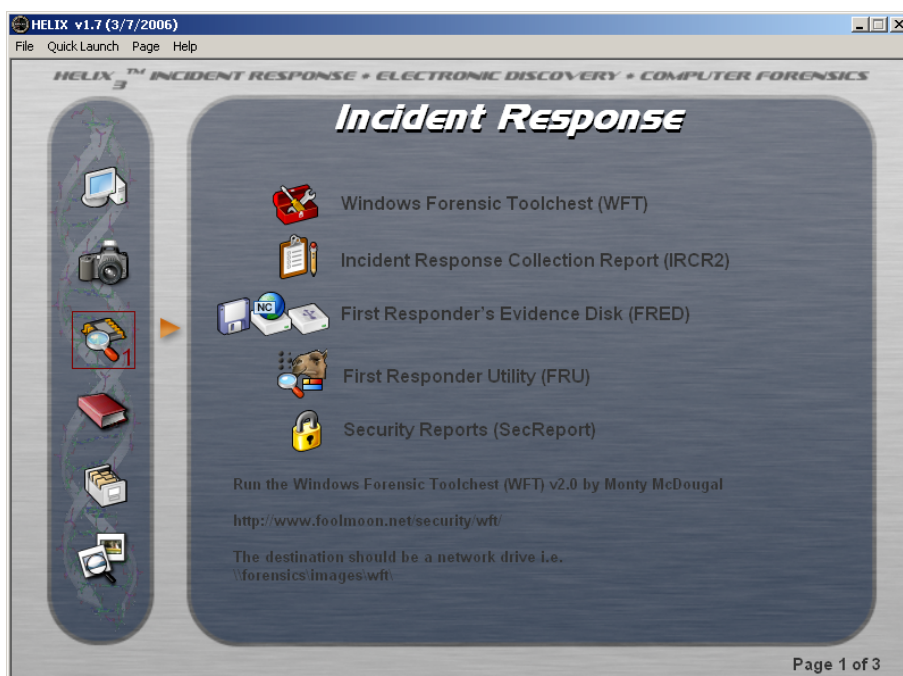 HELIX v1.7 (3/7/2006)
File Quick Launch Page Help
HELIX3™ INCIDENT RESPONSE • ELECTRONIC DISCOVERY • COMPUTER FORENSICS
Incident Response
Windows Forensic Toolchest (WFT)
Incident Response Collection Report (IRCR2)
NC
First Responder's Evidence Disk (FRED)
1
First Responder Utility (FRU)
Security Reports (SecReport)
Run the Windows Forensic Toolchest (WFT) v2.0 by Monty McDougal
http://www.foolmoon.net/security/wft/
The destination should be a network drive i.e.
\\forensics\images\wft\
Page 1 of 3